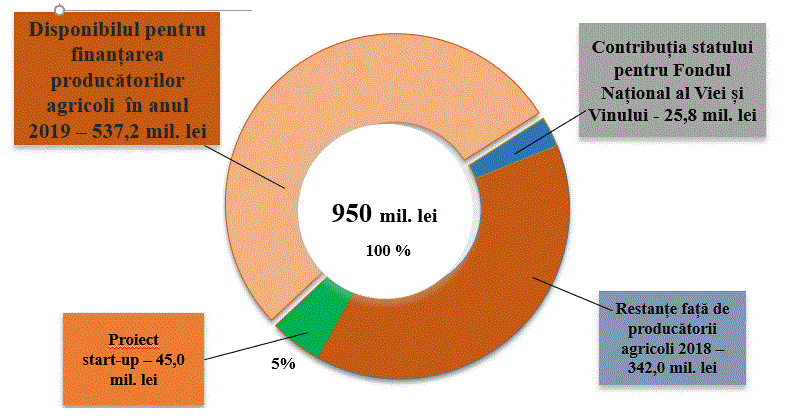 Disponibilul pentru
finanțarea
producătorilor
agricoli în anul
2019 – 537,2 mil. lei
Contribuția statului
pentru Fondul
Național al Viei și
Vinului - 25,8 mil. lei
950 mil. lei
100 %
Restanțe față de
producătorii
agricoli 2018 –
342,0 mil. lei
Proiect
start-up – 45,0
mil. lei
5%